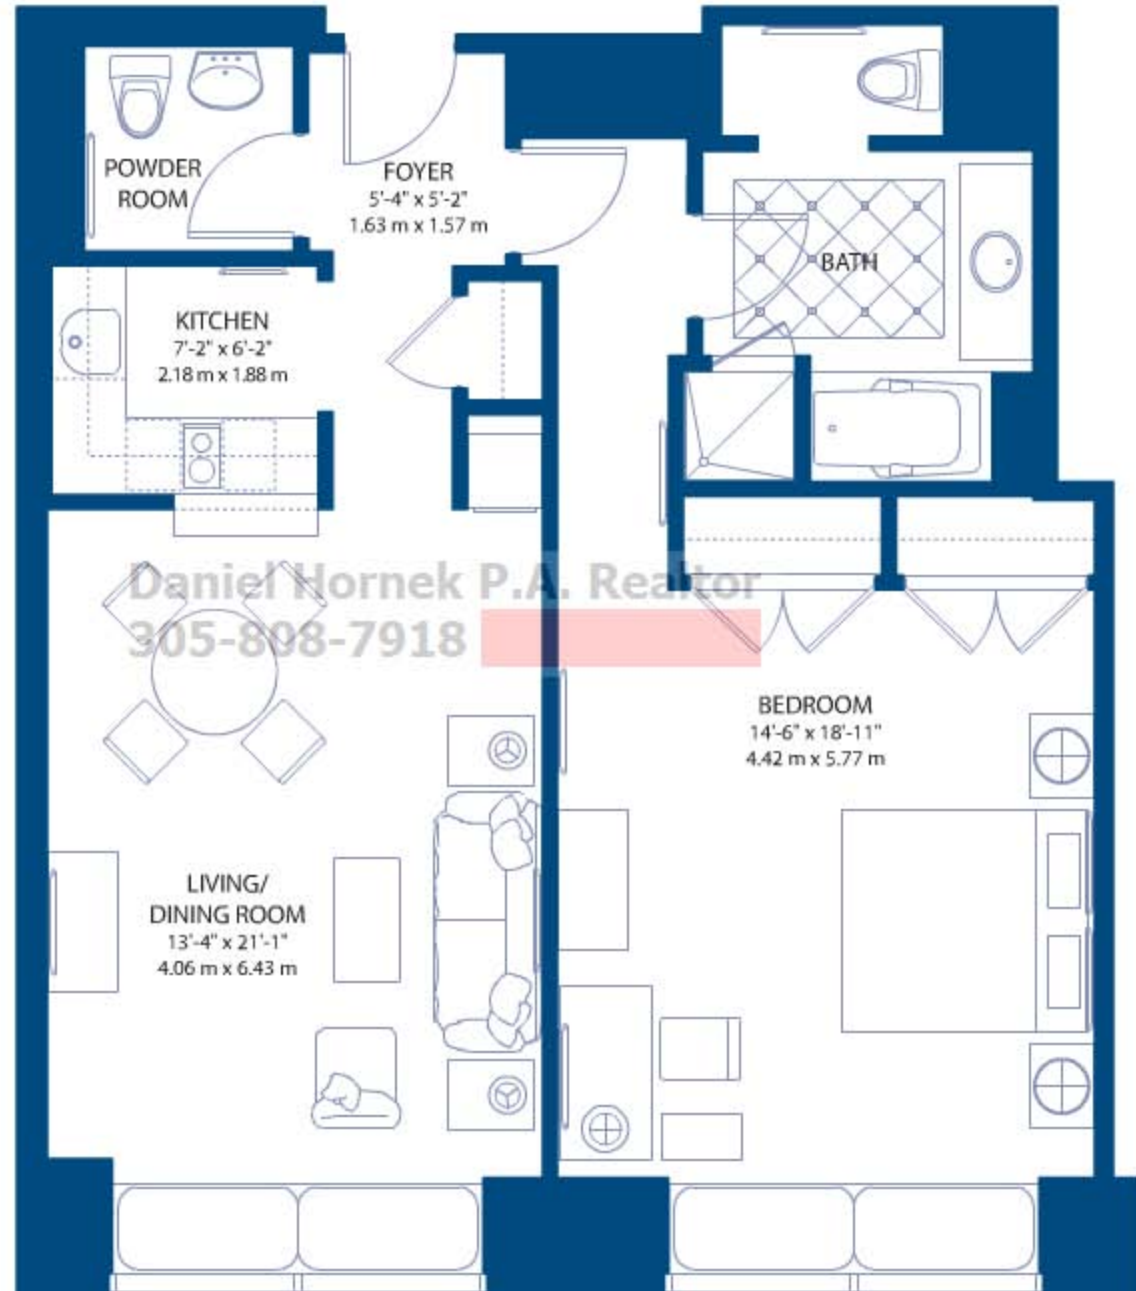 POWDER
ROOM
FOYER
5'-4" x 5'-2"
1.63 m x 1.57 m
BATH
KITCHEN
7'-2" x 6'-2"
2.18 m x 1.88 m
Daniel Hornek P.A. Realtor
305-808-7918
BEDROOM
14'-6" x 18'-11"
4.42 m x 5.77 m
LIVING/
DINING ROOM
13'-4" x 21'-1"
4.06 m x 6.43 m